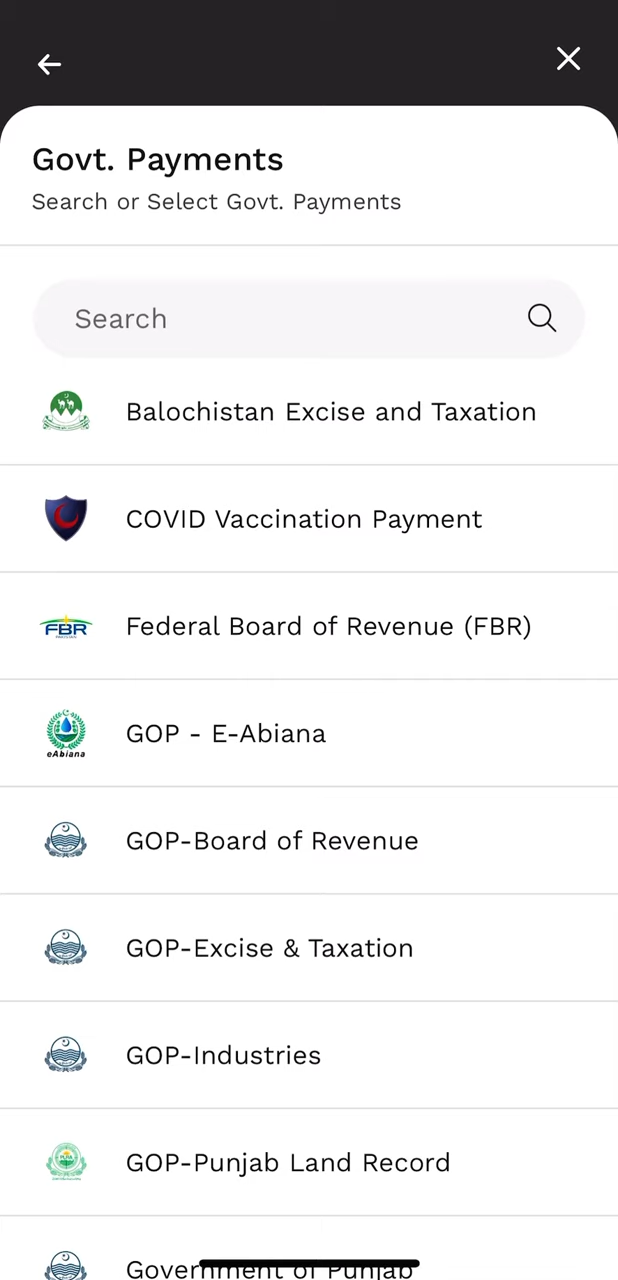 Govt. Payments
Search or Select Govt. Payments
Search
Balochistan Excise and Taxation
COVID Vaccination Payment
FBR
Federal Board of Revenue (FBR)
eAbiana
GOP - E-Abiana
GOP-Board of Revenue
GOP-Excise & Taxation
GOP-Industries
GOP-Punjab Land Record
Government of Punjab